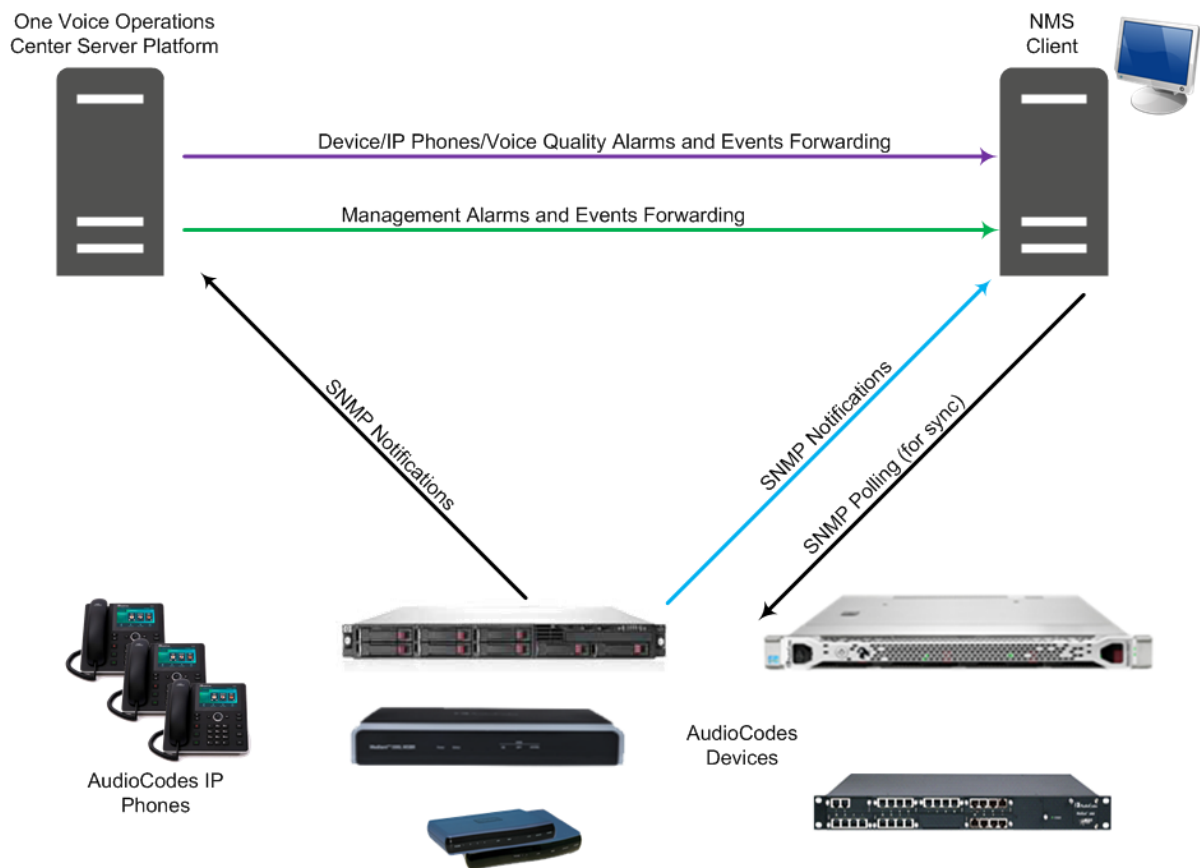 One Voice Operations
Center Server Platform
NMS
Client
Device/IP Phones/Voice Quality Alarms and Events Forwarding
Management Alarms and Events Forwarding
SNMP Notifications
SNMP Notifications
SNMP Polling (for sync)
AudioCodes IP
Phones
AudioCodes
Devices